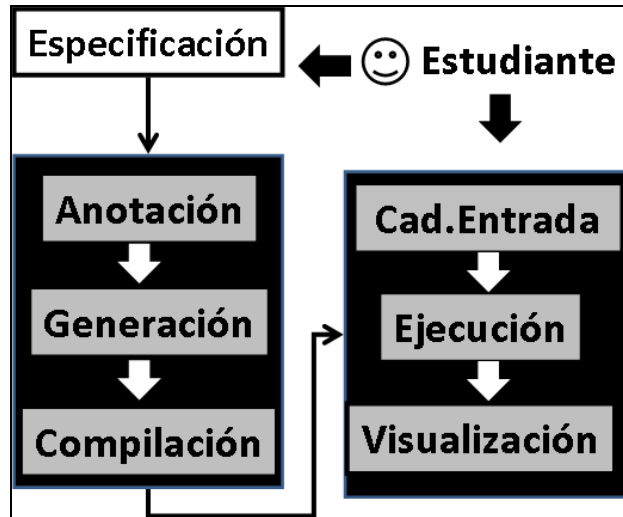 Especificación
Estudiante
Anotación
Generación
Compilación
Cad.Entrada
Ejecución
Visualización